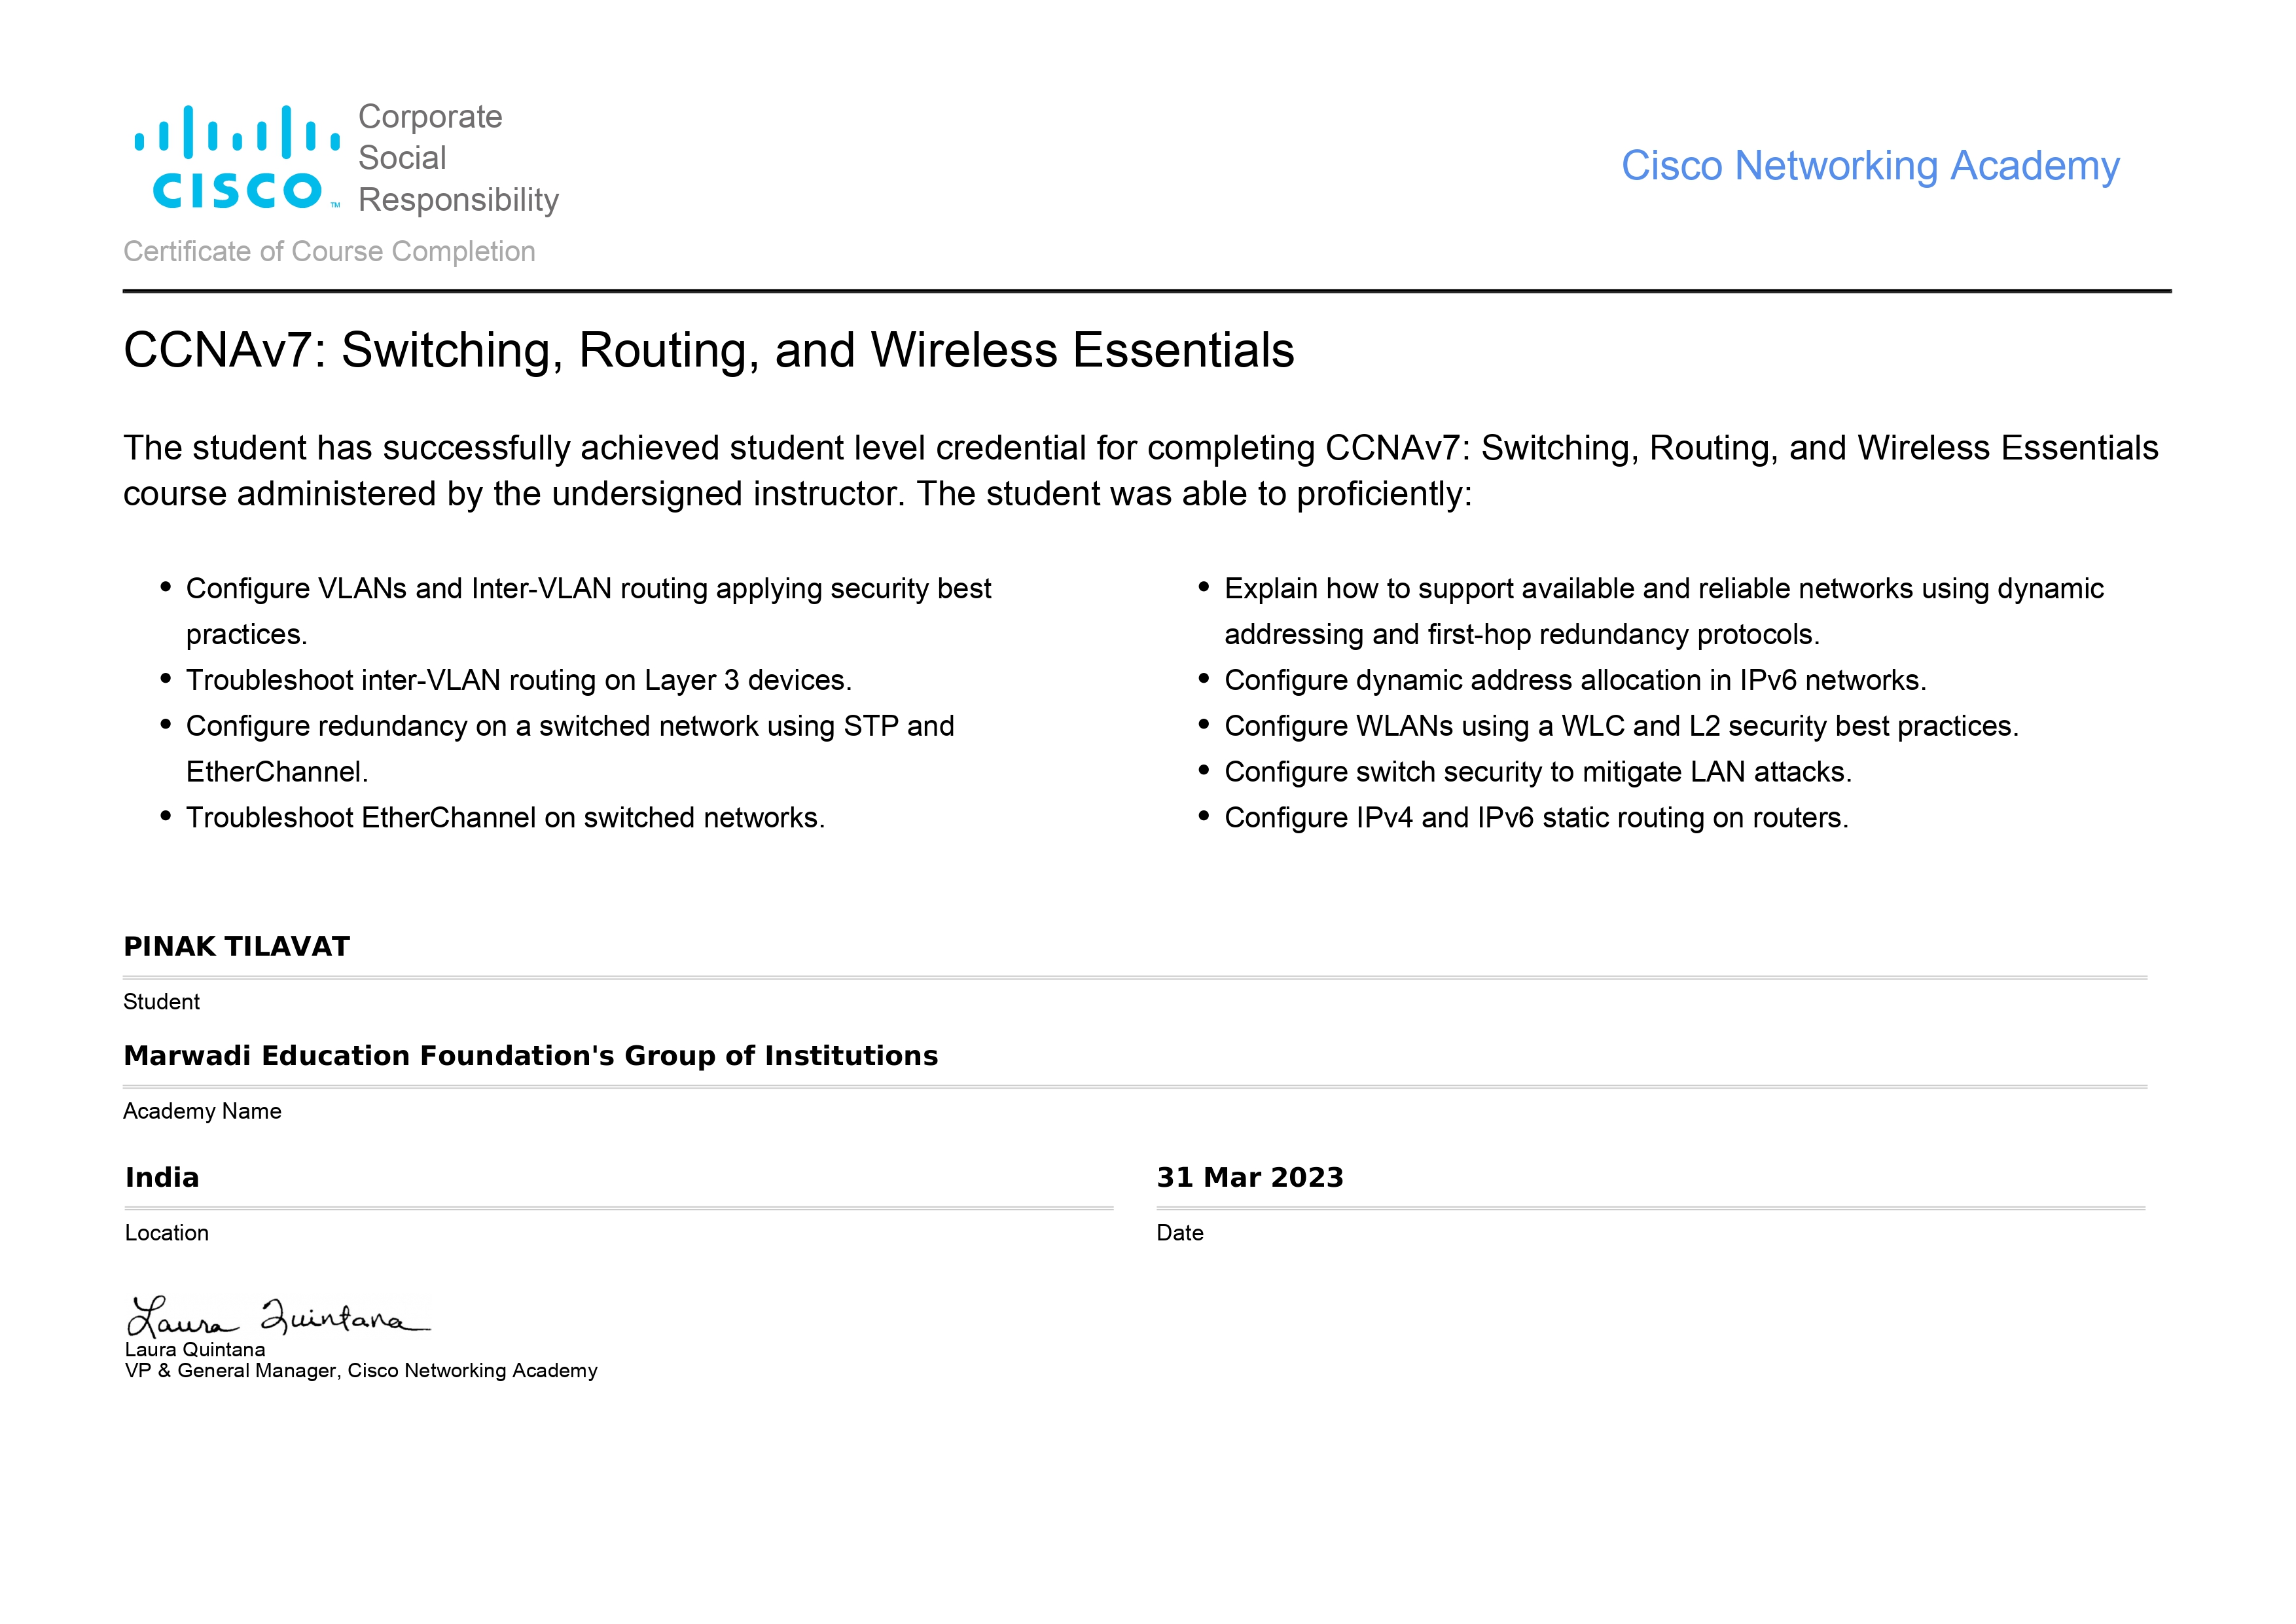 Corporate
Social
Responsibility
CISCO™
Cisco Networking Academy
Certificate of Course Completion
CCNAv7: Switching, Routing, and Wireless Essentials
The student has successfully achieved student level credential for completing CCNAv7: Switching, Routing, and Wireless Essentials
course administered by the undersigned instructor. The student was able to proficiently:
• Configure VLANs and Inter-VLAN routing applying security best
practices.
• Troubleshoot inter-VLAN routing on Layer 3 devices.
• Configure redundancy on a switched network using STP and
EtherChannel.
• Troubleshoot EtherChannel on switched networks.
• Explain how to support available and reliable networks using dynamic
addressing and first-hop redundancy protocols.
• Configure dynamic address allocation in IPv6 networks.
• Configure WLANs using a WLC and L2 security best practices.
• Configure switch security to mitigate LAN attacks.
• Configure IPv4 and IPv6 static routing on routers.
PINAK TILAVAT
Student
Marwadi Education Foundation's Group of Institutions
Academy Name
India
Location
31 Mar 2023
Date
Laura Quintana
Laura Quintana
VP & General Manager, Cisco Networking Academy